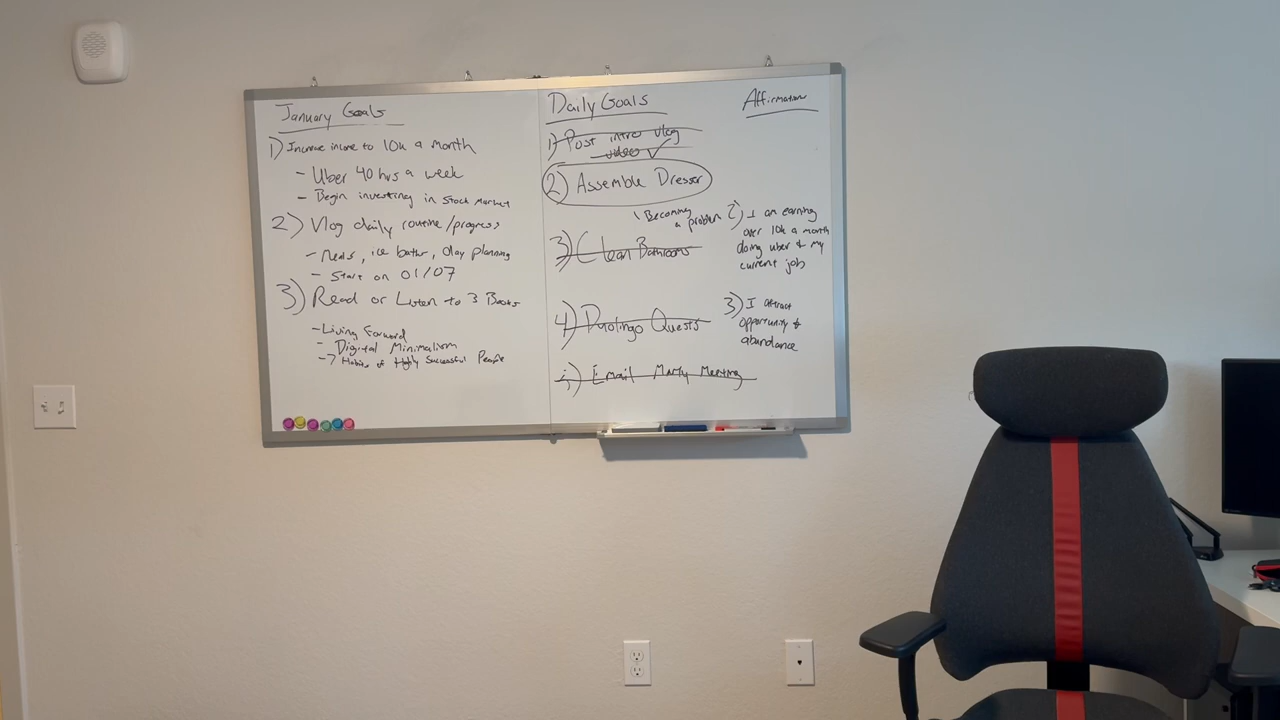 January Goals
1) Increase income to 10k a month
- Uber 40 hrs a week
- Begin investing in Stock Market
2) Vlog daily routine/progress
- Meals, ice baths, day planning
- Start on 01/07
3) Read or Listen to 3 Books
- Living Forward
- Digital Minimalism
- 7 Habits of Highly Successful People
Daily Goals
1) Post intro vlog
video ✓
2) Assemble Dresser
\ Becoming
a problem
3) Clean Bathrooms
4) Duolingo Quests
5) Email Marty Meeting
Affirmation
2) I am earning
over 10k a month
doing uber & my
current job
3) I attract
opportunity &
abundance